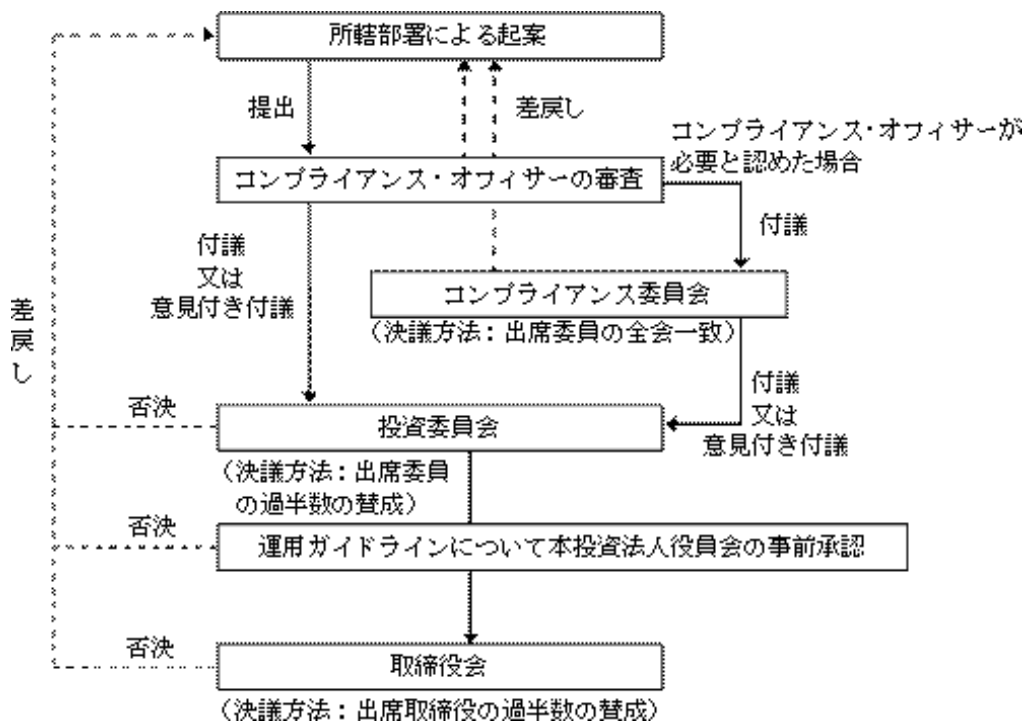 所轄部署による起案
提出
差戻し
コンプライアンス・オフィサーが
必要と認めた場合
コンプライアンス・オフィサーの審査
付議
付議
又は
意見付き付議
コンプライアンス委員会
(決議方法：出席委員の全会一致)
差
戻
し
付議
又は
意見付き付議
否決
投資委員会
(決議方法：出席委員
の過半数の賛成)
否決
運用ガイドラインについて本投資法人役員会の事前承認
否決
取締役会
(決議方法：出席取締役の過半数の賛成)